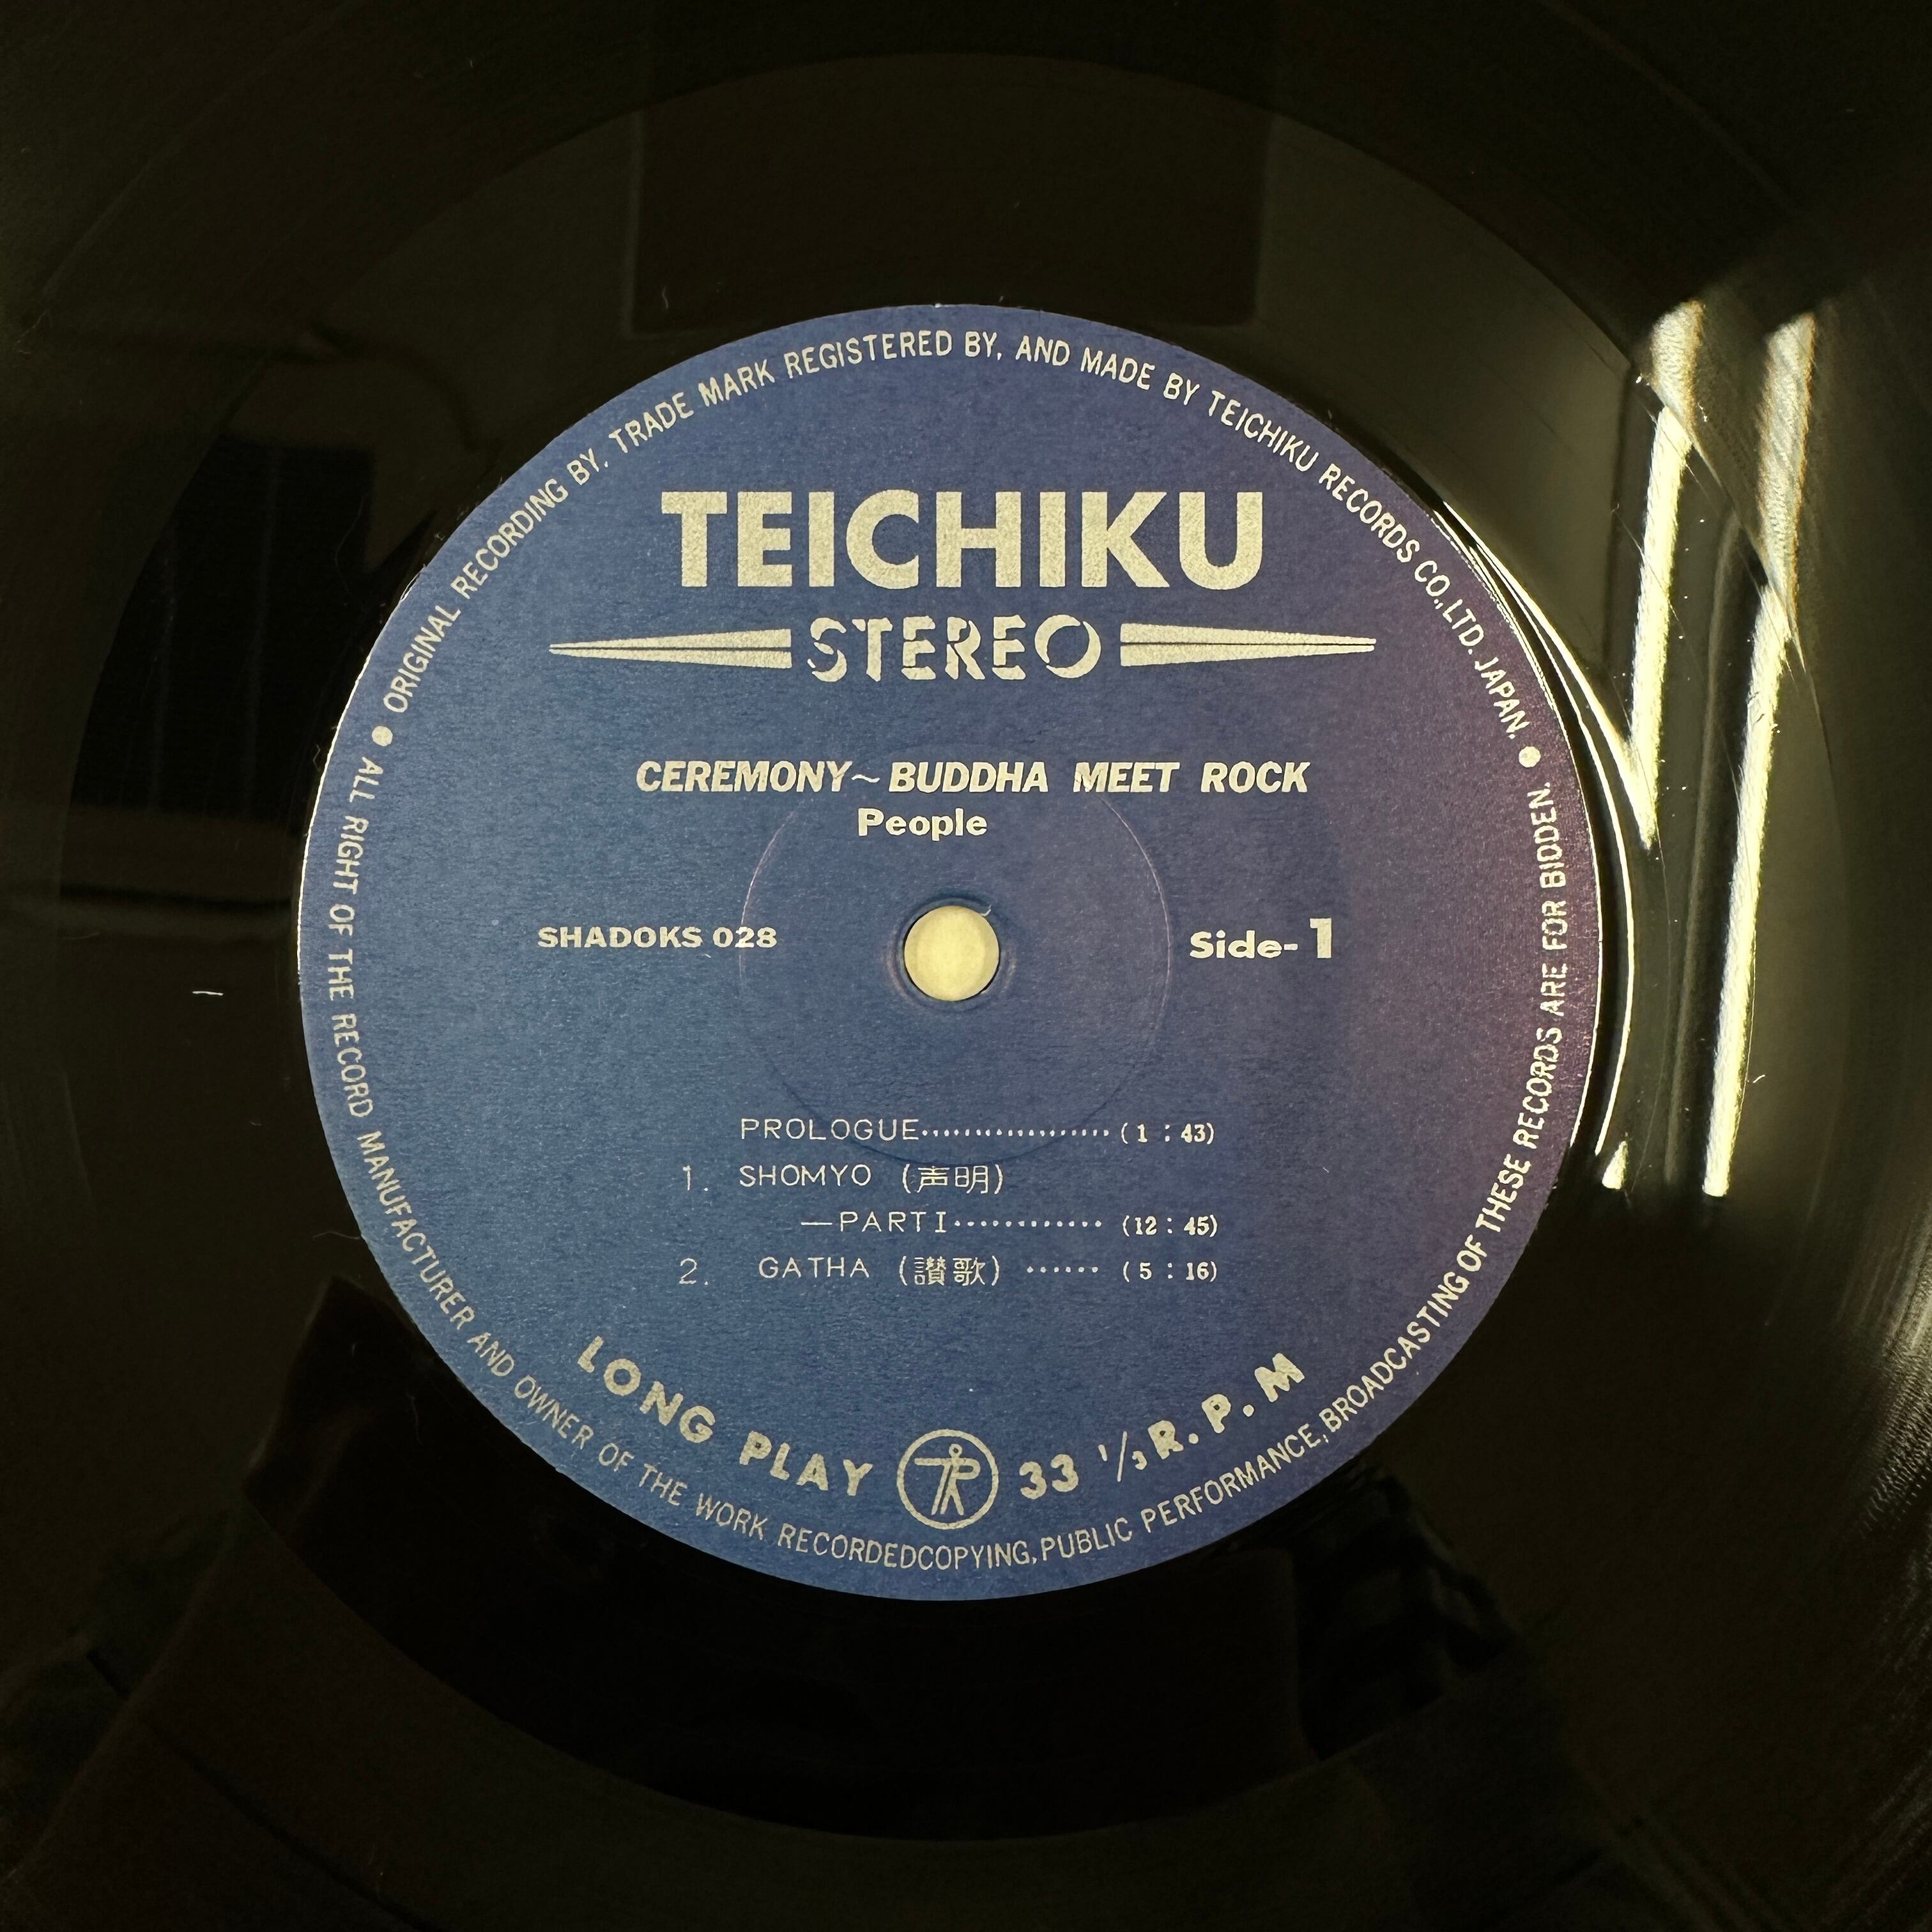 ● ORIGINAL RECORDING BY, TRADE MARK REGISTERED BY, AND MADE BY TEICHIKU RECORDS CO., LTD. JAPAN.
TEICHIKU
STEREO
CEREMONY~BUDDHA MEET ROCK
People
SHADOKS 028
Side-1
PROLOGUE·················· (1 : 43)
1. SHOMYO (声明)
—PART I············ (12 : 45)
2. GATHA (讃歌) ······ (5 : 16)
LONG PLAY TR 33 1/3 R.P.M
● ALL RIGHT OF THE RECORD MANUFACTURER AND OWNER OF THE WORK RECORDEDCOPYING, PUBLIC PERFORMANCE, BROADCASTING OF THESE RECORDS ARE FOR BIDDEN.